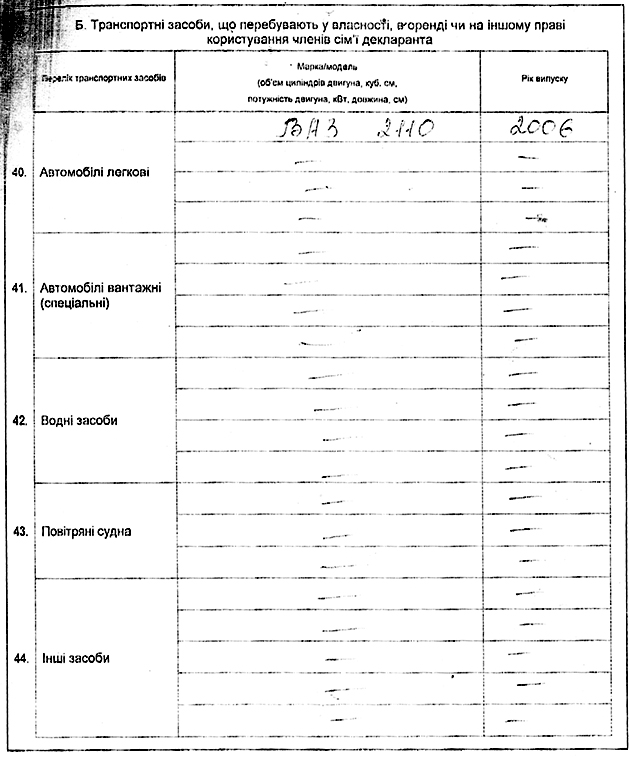 Б. Транспортні засоби, що перебувають у власності, в оренді чи на іншому праві
користування членів сім'ї декларанта
Перелік транспортних засобів
Марка/модель
(об'єм циліндрів двигуна, куб. см,
потужність двигуна, кВт, довжина, см)
Рік випуску
ВАЗ 2110 2006
40. Автомобілі легкові
— —
— —
— —
— —
41. Автомобілі вантажні
(спеціальні)
— —
— —
— —
— —
42. Водні засоби
— —
— —
— —
— —
43. Повітряні судна
— —
— —
— —
44. Інші засоби
— —
— —
— —
— —
— —